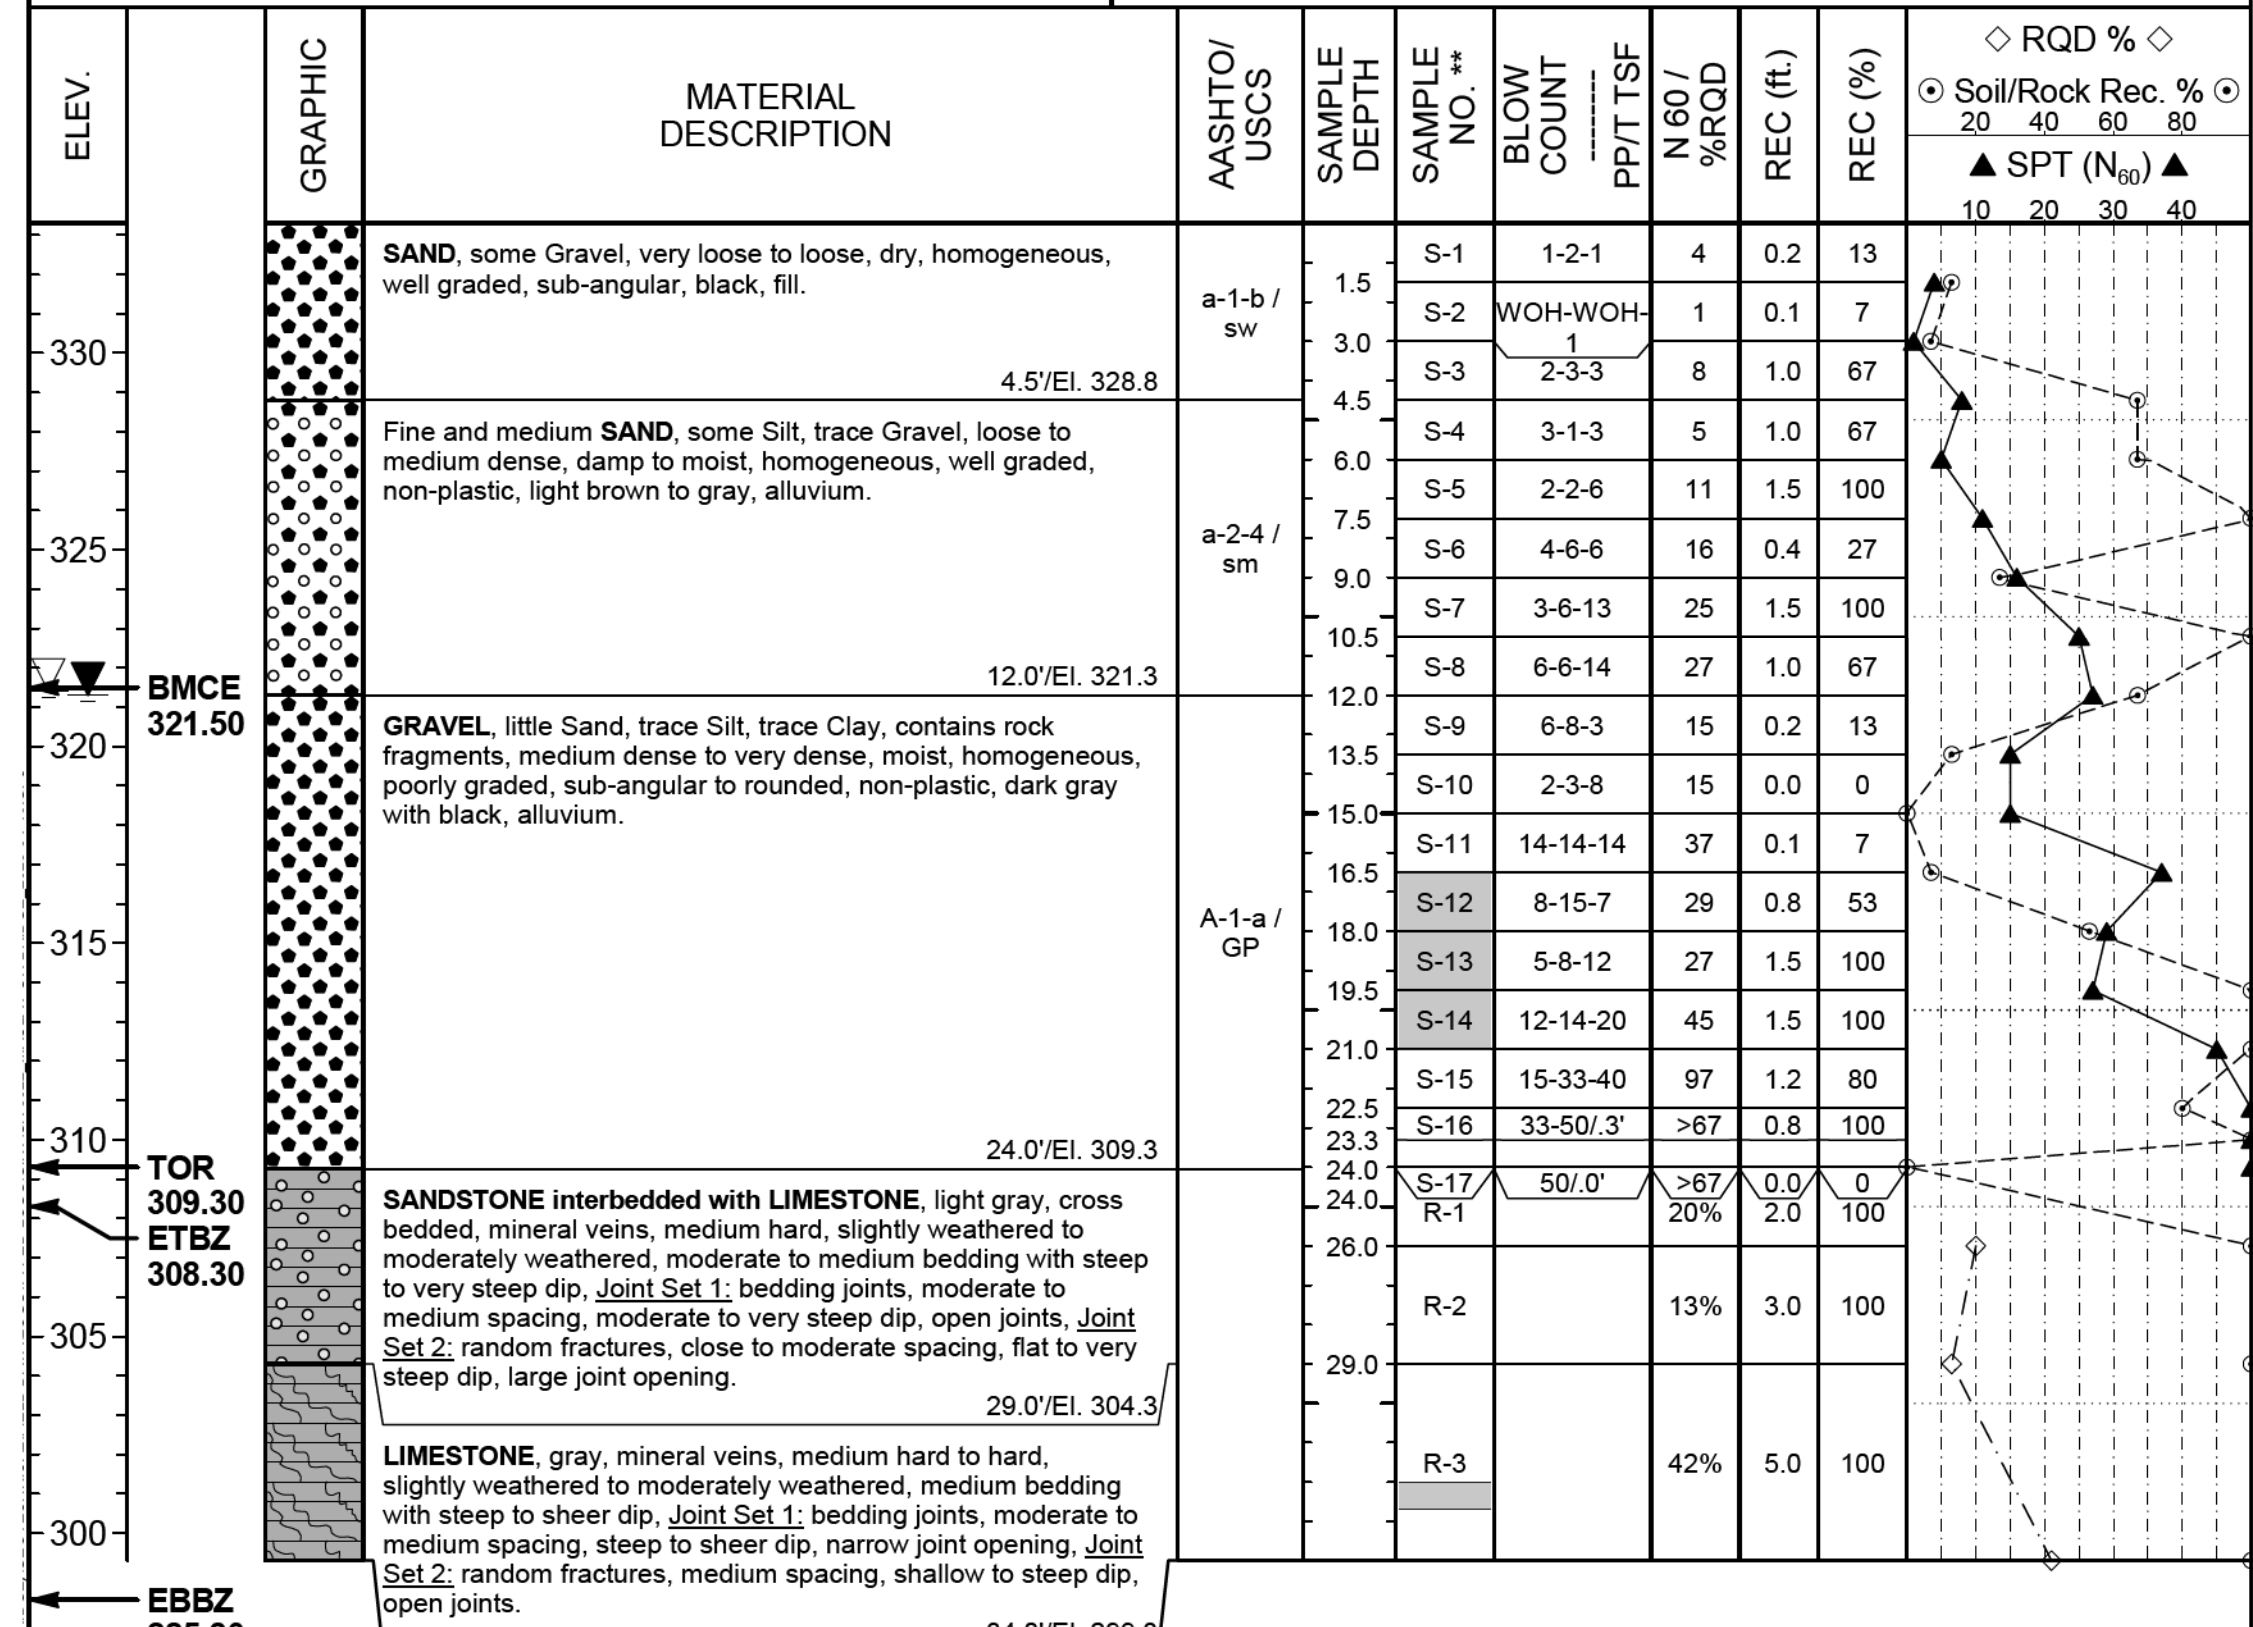 ELEV.
GRAPHIC
MATERIAL
DESCRIPTION
AASHTO/
USCS
SAMPLE
DEPTH
SAMPLE
NO. **
BLOW
COUNT
----------
PP/T TSF
N 60 /
%RQD
REC (ft.)
REC (%)
RQD %
Soil/Rock Rec. %
20 40 60 80
SPT (N60)
10 20 30 40
330
325
BMCE
321.50
320
315
310
TOR
309.30
ETBZ
308.30
305
300
EBBZ
SAND, some Gravel, very loose to loose, dry, homogeneous,
well graded, sub-angular, black, fill.
4.5'/El. 328.8
Fine and medium SAND, some Silt, trace Gravel, loose to
medium dense, damp to moist, homogeneous, well graded,
non-plastic, light brown to gray, alluvium.
12.0'/El. 321.3
GRAVEL, little Sand, trace Silt, trace Clay, contains rock
fragments, medium dense to very dense, moist, homogeneous,
poorly graded, sub-angular to rounded, non-plastic, dark gray
with black, alluvium.
24.0'/El. 309.3
SANDSTONE interbedded with LIMESTONE, light gray, cross
bedded, mineral veins, medium hard, slightly weathered to
moderately weathered, moderate to medium bedding with steep
to very steep dip, Joint Set 1: bedding joints, moderate to
medium spacing, moderate to very steep dip, open joints, Joint
Set 2: random fractures, close to moderate spacing, flat to very
steep dip, large joint opening.
29.0'/El. 304.3
LIMESTONE, gray, mineral veins, medium hard to hard,
slightly weathered to moderately weathered, medium bedding
with steep to sheer dip, Joint Set 1: bedding joints, moderate to
medium spacing, steep to sheer dip, narrow joint opening, Joint
Set 2: random fractures, medium spacing, shallow to steep dip,
open joints.
a-1-b /
sw
a-2-4 /
sm
A-1-a /
GP
S-1 1-2-1 4 0.2 13
1.5
S-2 WOH-WOH-1 1 0.1 7
3.0
S-3 2-3-3 8 1.0 67
4.5
S-4 3-1-3 5 1.0 67
6.0
S-5 2-2-6 11 1.5 100
7.5
S-6 4-6-6 16 0.4 27
9.0
S-7 3-6-13 25 1.5 100
10.5
S-8 6-6-14 27 1.0 67
12.0
S-9 6-8-3 15 0.2 13
13.5
S-10 2-3-8 15 0.0 0
15.0
S-11 14-14-14 37 0.1 7
16.5
S-12 8-15-7 29 0.8 53
18.0
S-13 5-8-12 27 1.5 100
19.5
S-14 12-14-20 45 1.5 100
21.0
S-15 15-33-40 97 1.2 80
22.5
S-16 33-50/.3' >67 0.8 100
23.3
24.0
S-17 50/.0' >67 0.0 0
24.0
R-1 20% 2.0 100
26.0
R-2 13% 3.0 100
29.0
R-3 42% 5.0 100